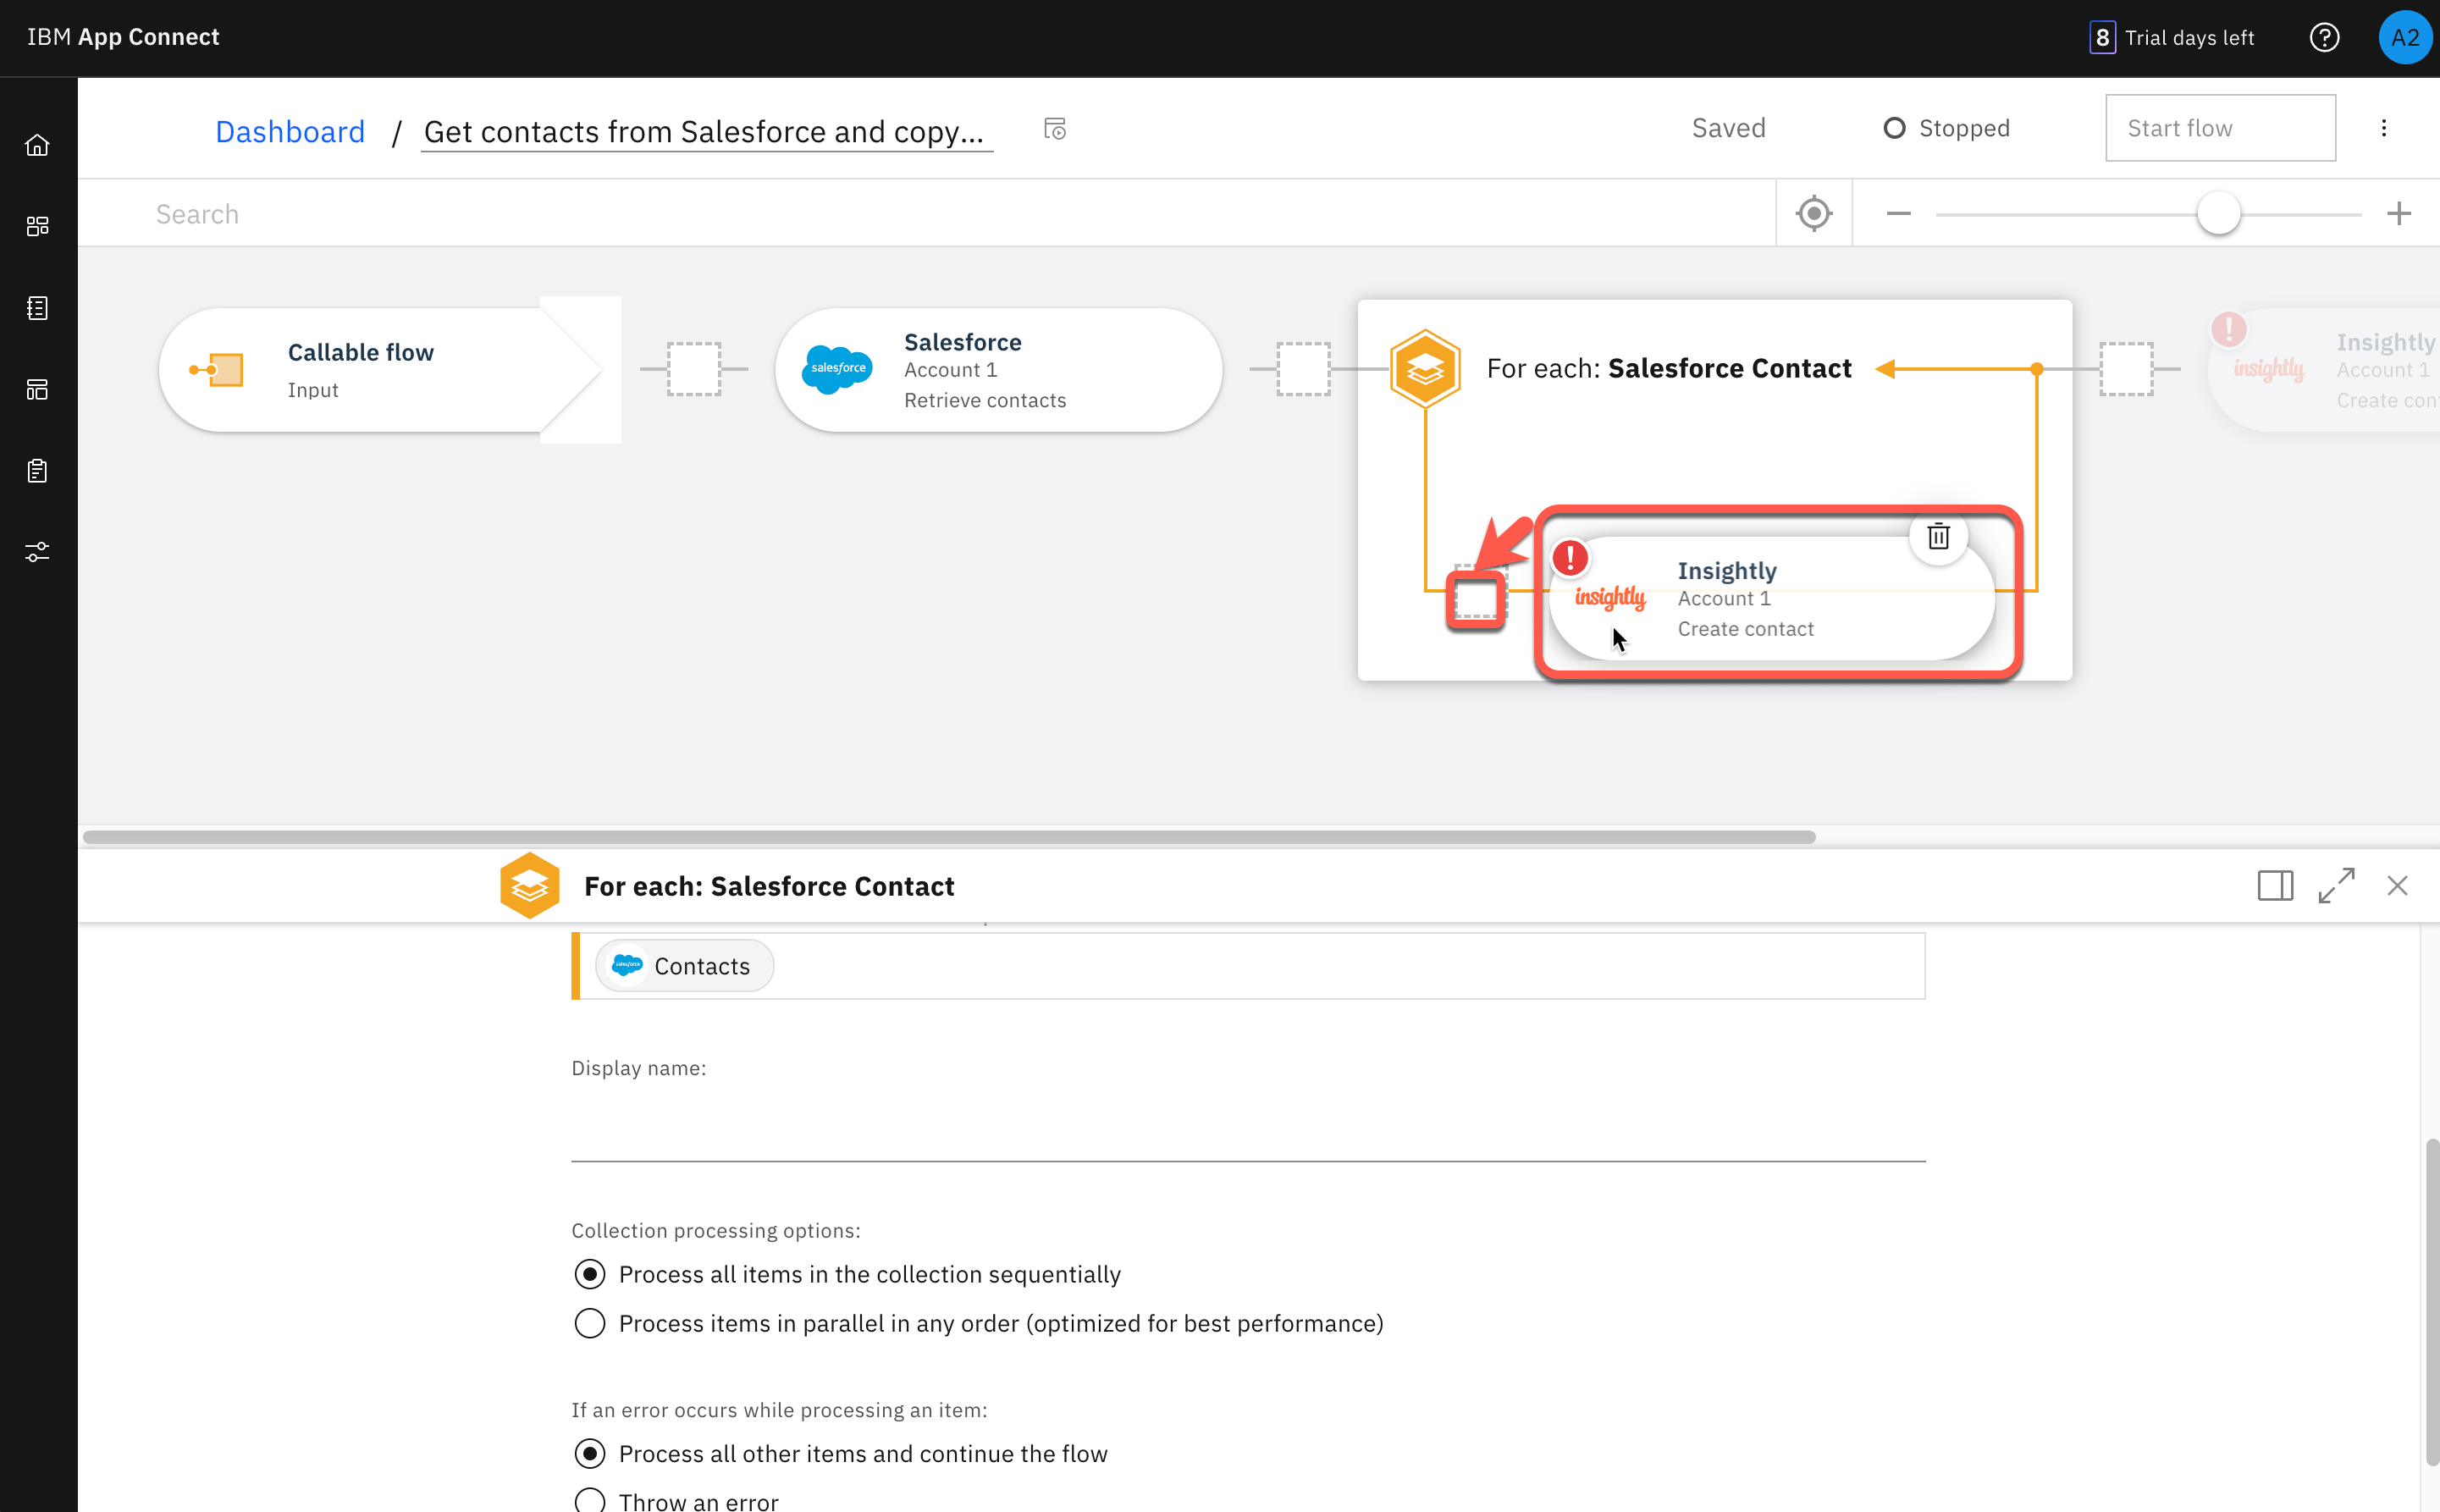 IBM App Connect
8 Trial days left
A2
Dashboard / Get contacts from Salesforce and copy...
Saved
Stopped
Start flow
Search
Callable flow
Input
salesforce
Salesforce
Account 1
Retrieve contacts
For each: Salesforce Contact
insightly
Insightly
Account 1
Create con
insightly
Insightly
Account 1
Create contact
For each: Salesforce Contact
Contacts
Display name:
Collection processing options:
Process all items in the collection sequentially
Process items in parallel in any order (optimized for best performance)
If an error occurs while processing an item:
Process all other items and continue the flow
Throw an error